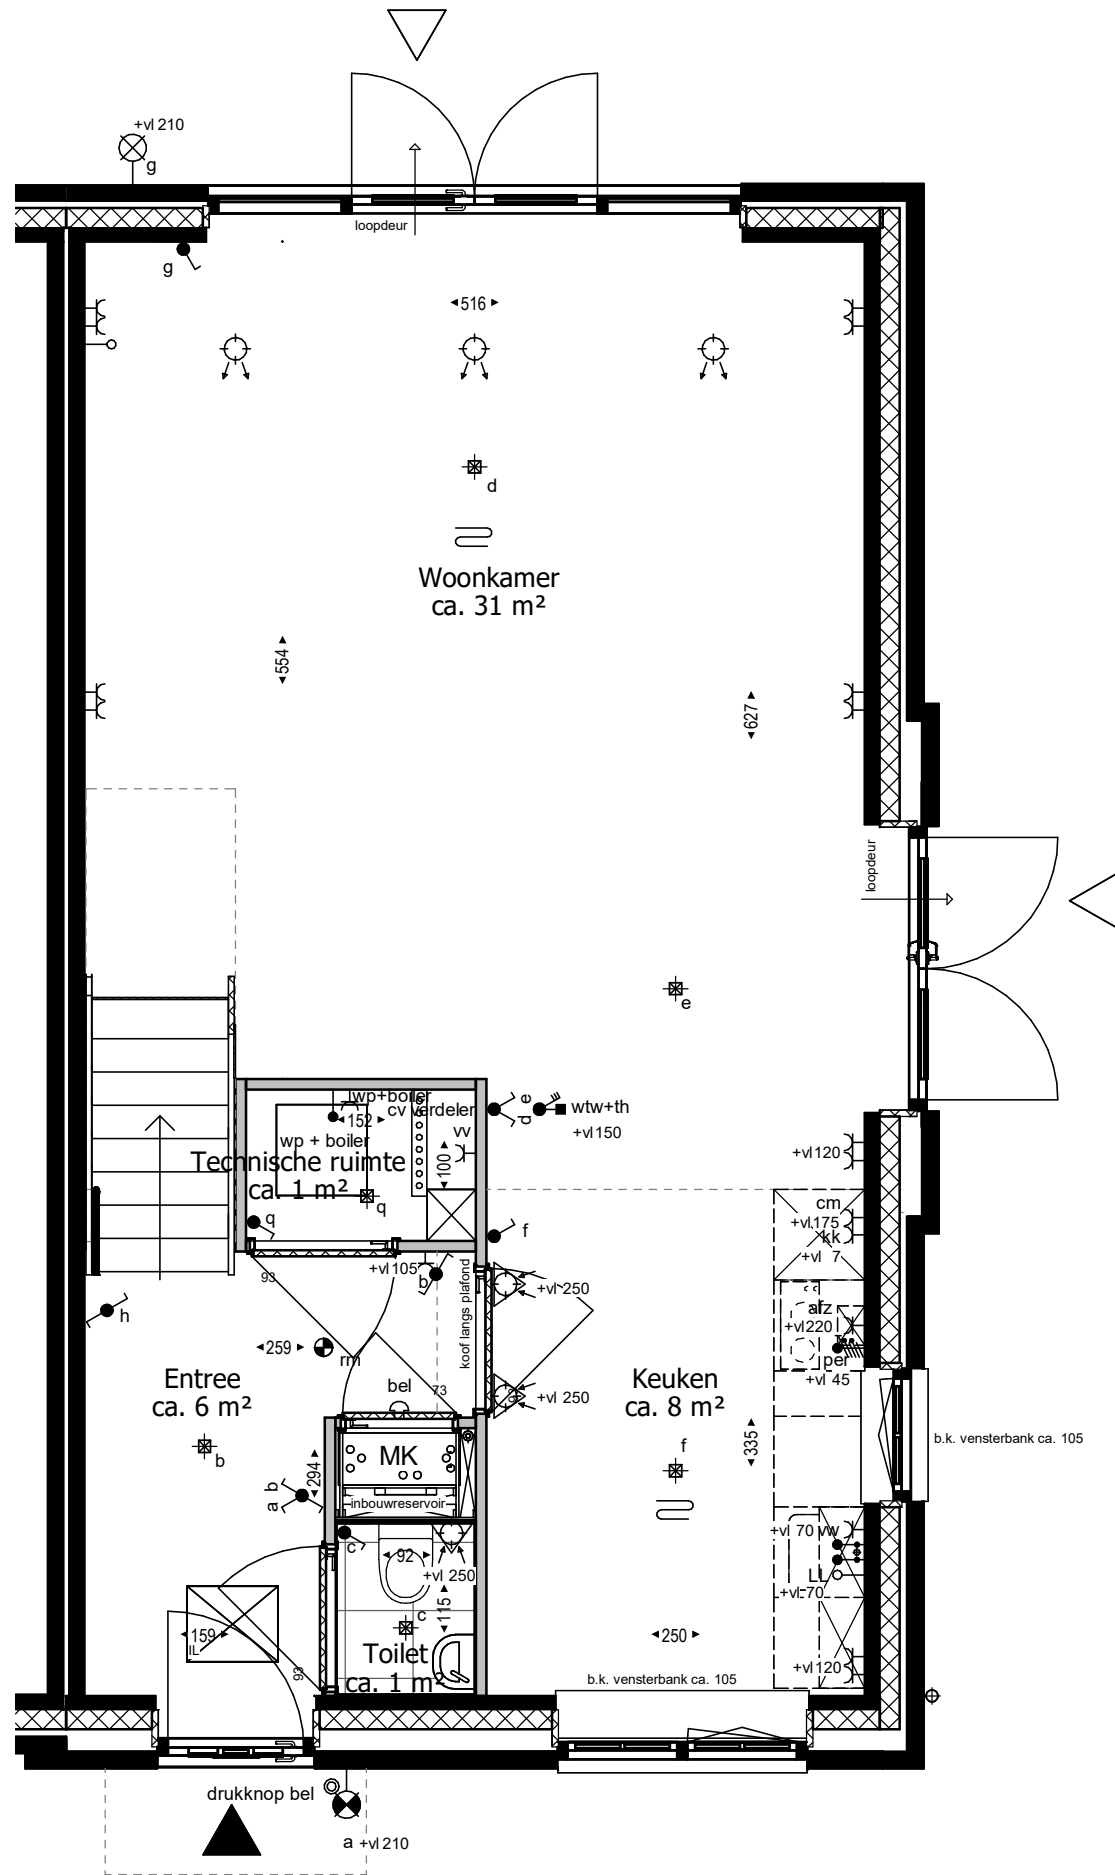 +vl 210
g
loopdeur
g
516
d
Woonkamer
ca. 31 m²
554
627
loopdeur
e
wp+boiler
cv verdeler
152
vv
wp + boiler
100
Technische ruimte
ca. 1 m²
q
q
d e
wtw+th
+vl 150
+vl 120
cm
+vl 175
kk
+vl 7
f
+vl 105
b
93
koof langs plafond
+vl 250
h
afz
+vl 220
259
rm
per
+vl 45
Entree
ca. 6 m²
bel
73
93
+vl 250
Keuken
ca. 8 m²
335
b.k. vensterbank ca. 105
b
MK
f
294
a b
inbouwreservoir
c
92
+vl 250
+vl 70 vw
LL
+vl 70
115
c
159
IL
93
Toilet
ca. 1 m²
250
+vl 120
b.k. vensterbank ca. 105
drukknop bel
a +vl 210